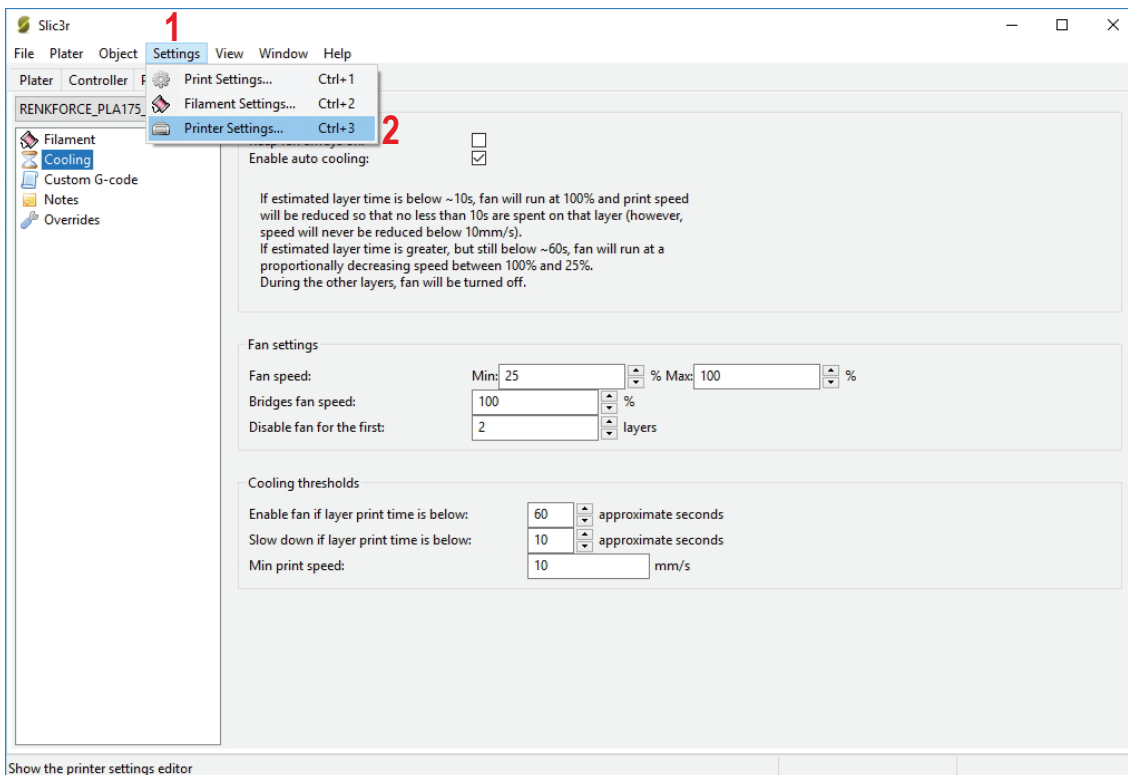 Slic3r
1
File Plater Object Settings View Window Help
Plater Controller
Print Settings... Ctrl+1
Filament Settings... Ctrl+2
Printer Settings... Ctrl+3
2
RENKFORCE_PLA175_
Filament
Cooling
Custom G-code
Notes
Overrides
Enable auto cooling:
If estimated layer time is below ~10s, fan will run at 100% and print speed
will be reduced so that no less than 10s are spent on that layer (however,
speed will never be reduced below 10mm/s).
If estimated layer time is greater, but still below ~60s, fan will run at a
proportionally decreasing speed between 100% and 25%.
During the other layers, fan will be turned off.
Fan settings
Fan speed: Min: 25 % Max: 100 %
Bridges fan speed: 100 %
Disable fan for the first: 2 layers
Cooling thresholds
Enable fan if layer print time is below: 60 approximate seconds
Slow down if layer print time is below: 10 approximate seconds
Min print speed: 10 mm/s
Show the printer settings editor